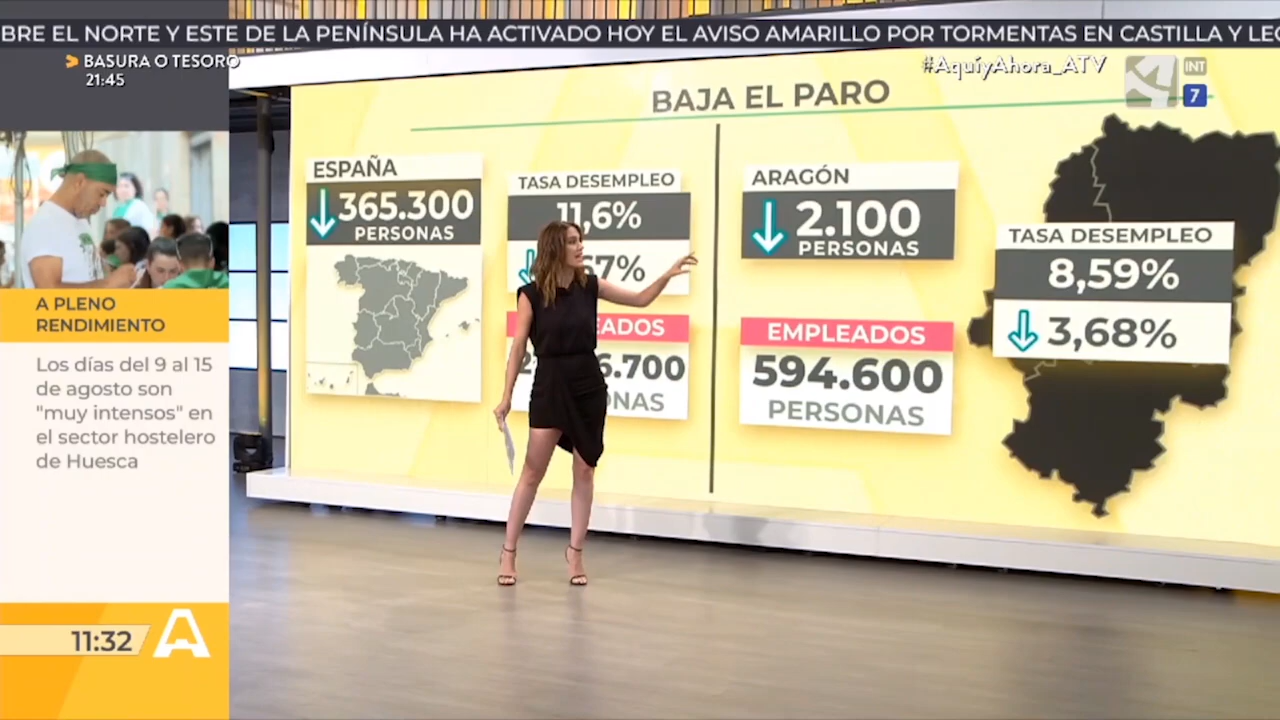 BRE EL NORTE Y ESTE DE LA PENÍNSULA HA ACTIVADO HOY EL AVISO AMARILLO POR TORMENTAS EN CASTILLA Y
BASURA O TESORO
21:45
#AquíyAhora_ATV
INT
7
BAJA EL PARO
ESPAÑA
365.300
PERSONAS
TASA DESEMPLEO
11,6%
67%
6.700
ARAGÓN
2.100
PERSONAS
EMPLEADOS
594.600
PERSONAS
TASA DESEMPLEO
8,59%
3,68%
A PLENO
RENDIMIENTO
Los días del 9 al 15
de agosto son
"muy intensos" en
el sector hostelero
de Huesca
11:32